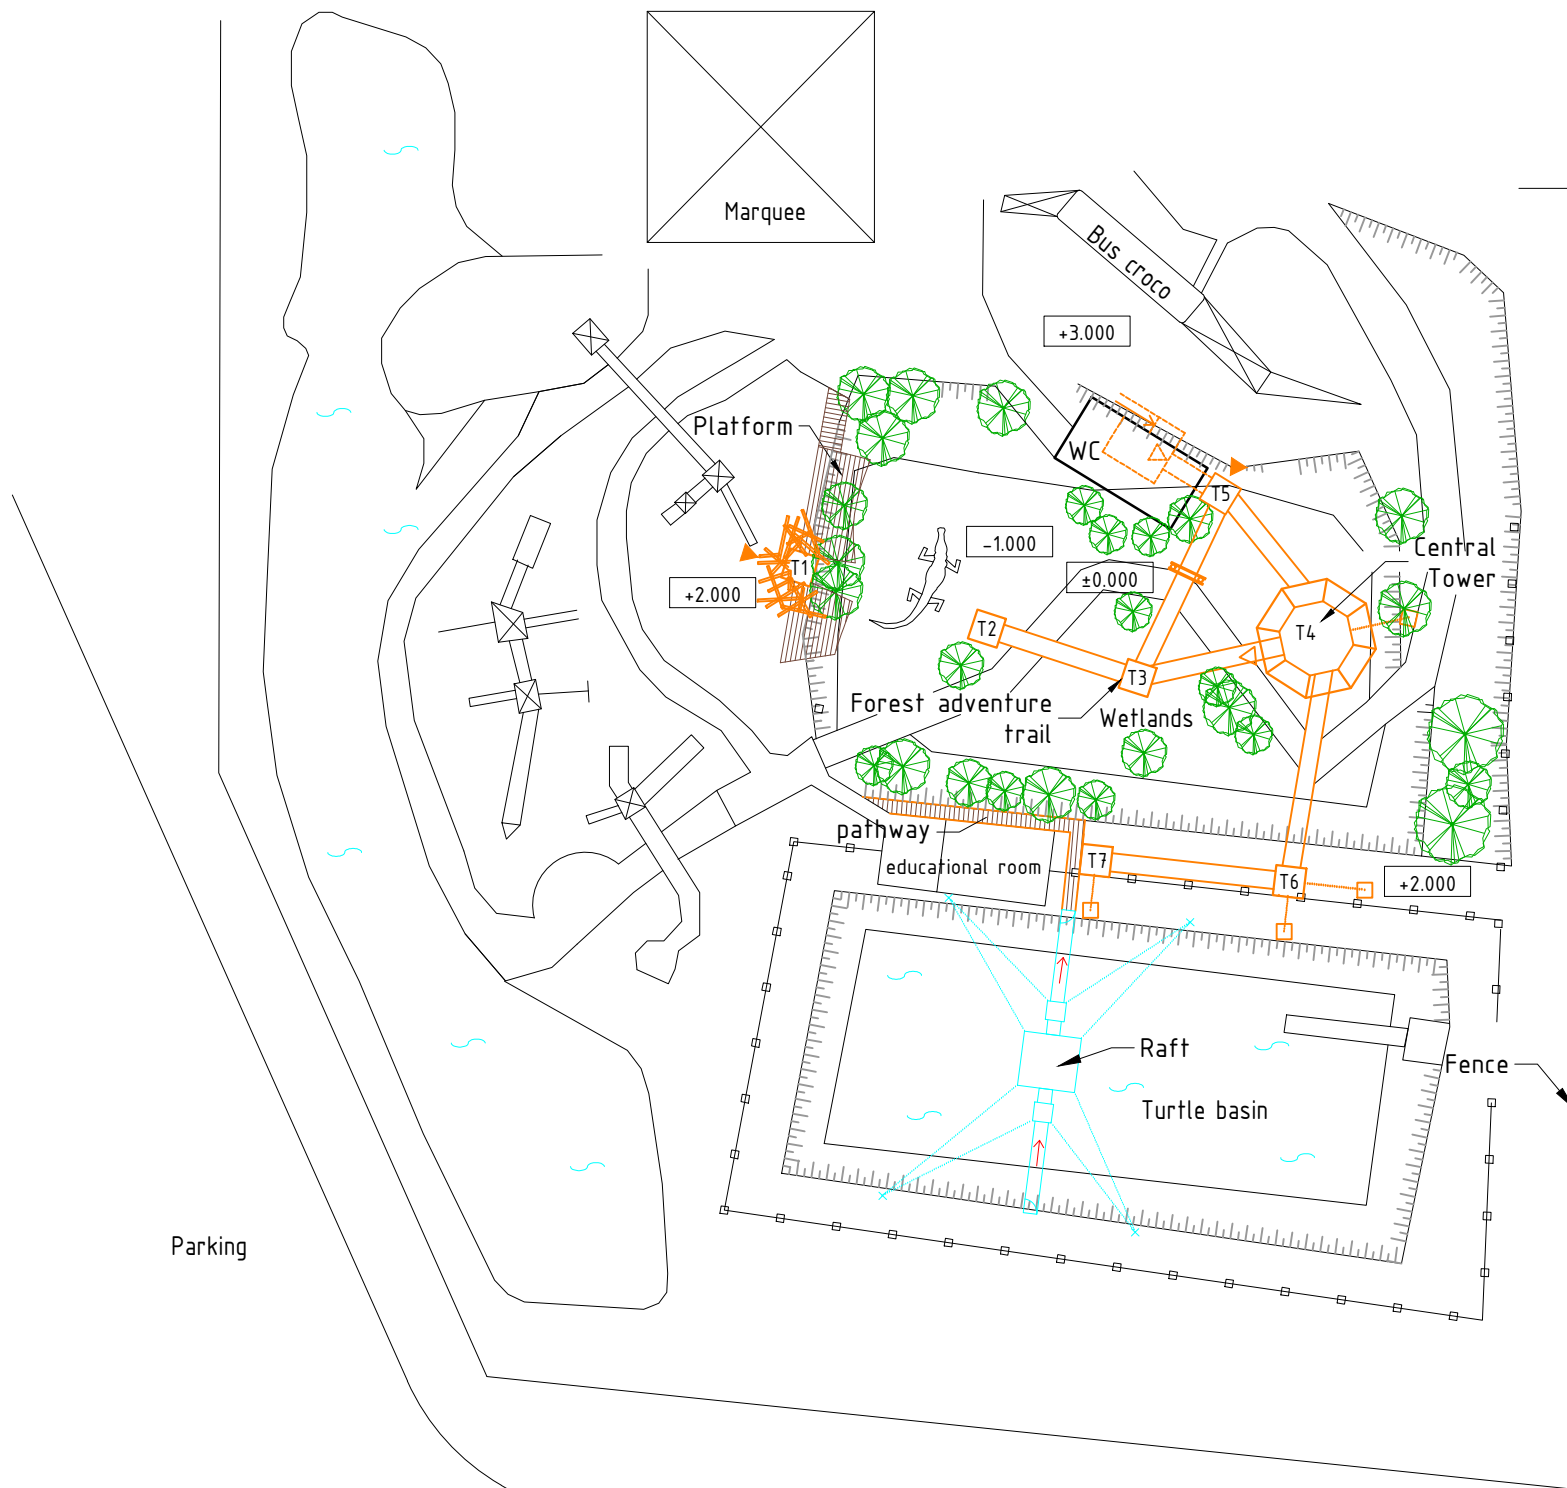 Marquee
Bus croco
+3.000
Platform
WC
T5
-1.000
Central
Tower
T1
±0.000
+2.000
T2
T4
T3
Forest adventure
trail
Wetlands
pathway
educational room
T7
T6
+2.000
Raft
Fence
Turtle basin
Parking